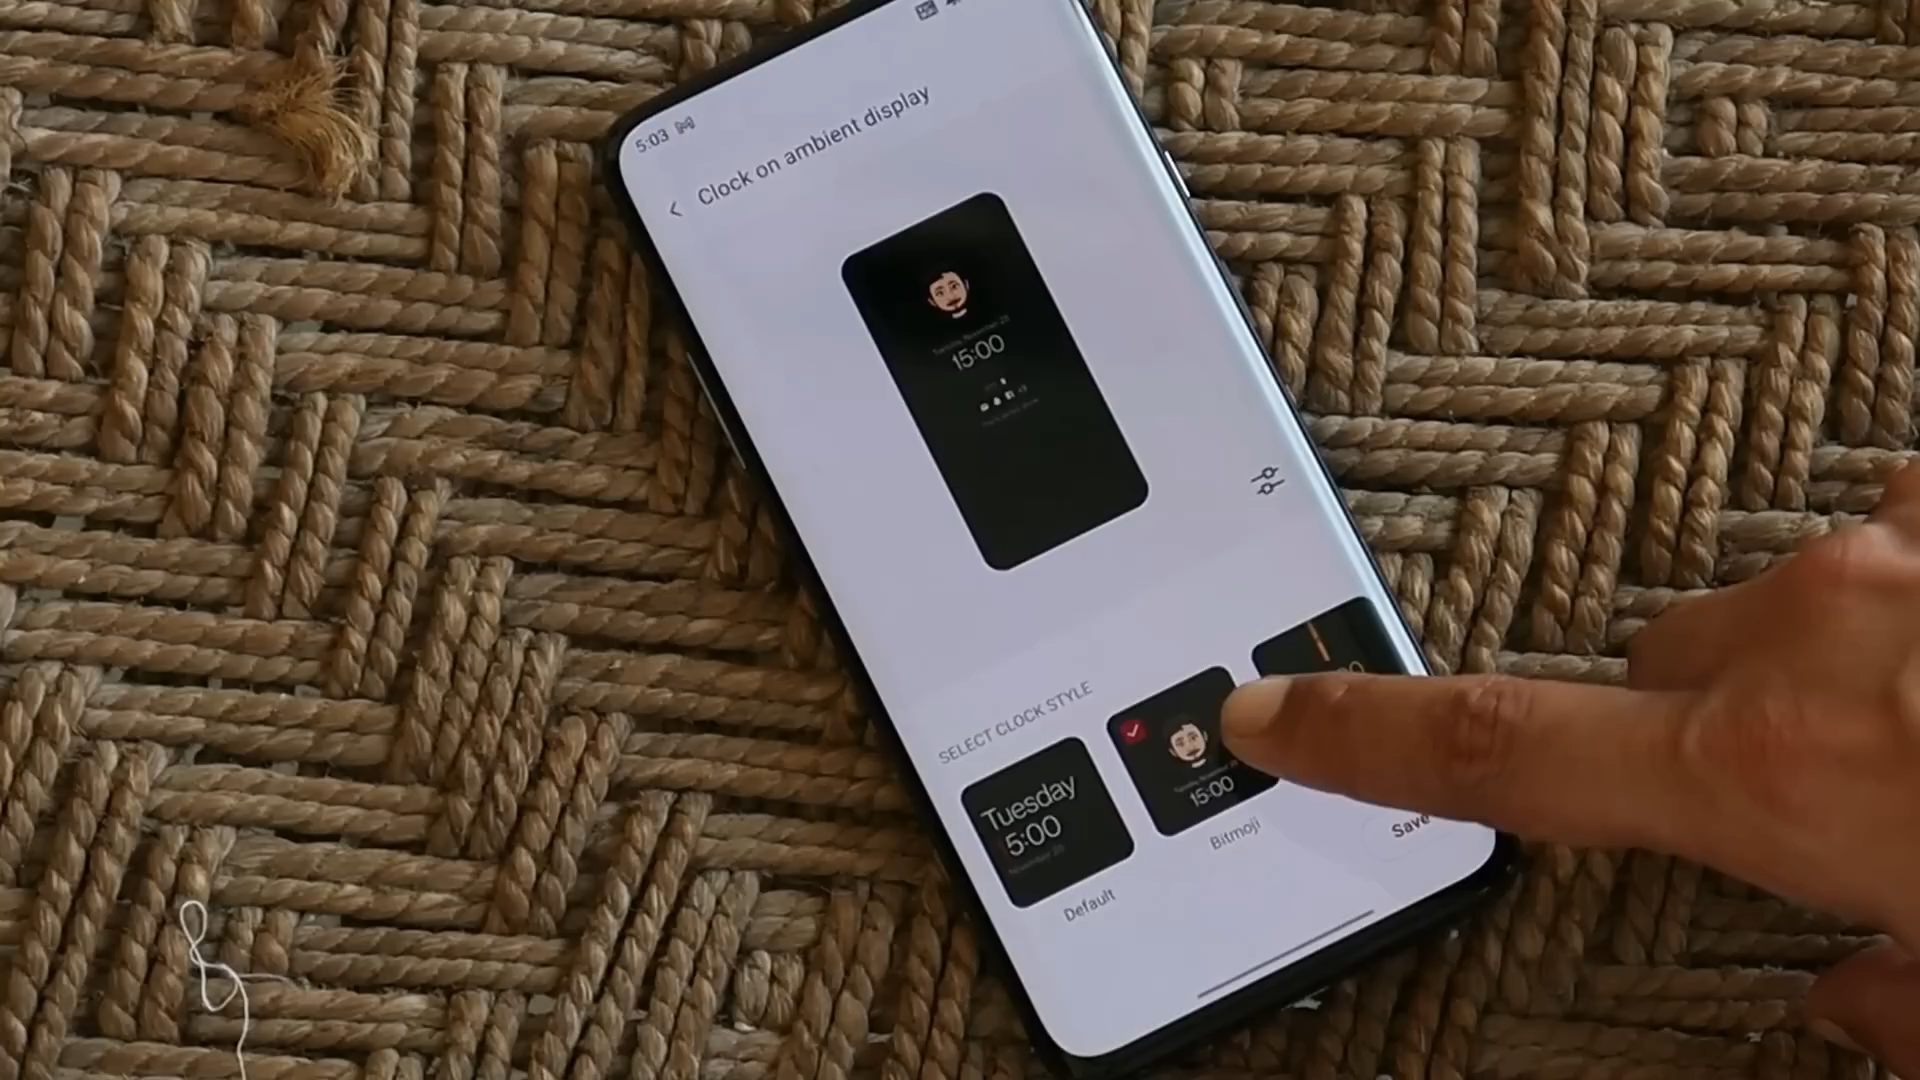 5:03
Clock on ambient display
15:00
SELECT CLOCK STYLE
Tuesday
5:00
15:00
Default
Bitmoji
Save